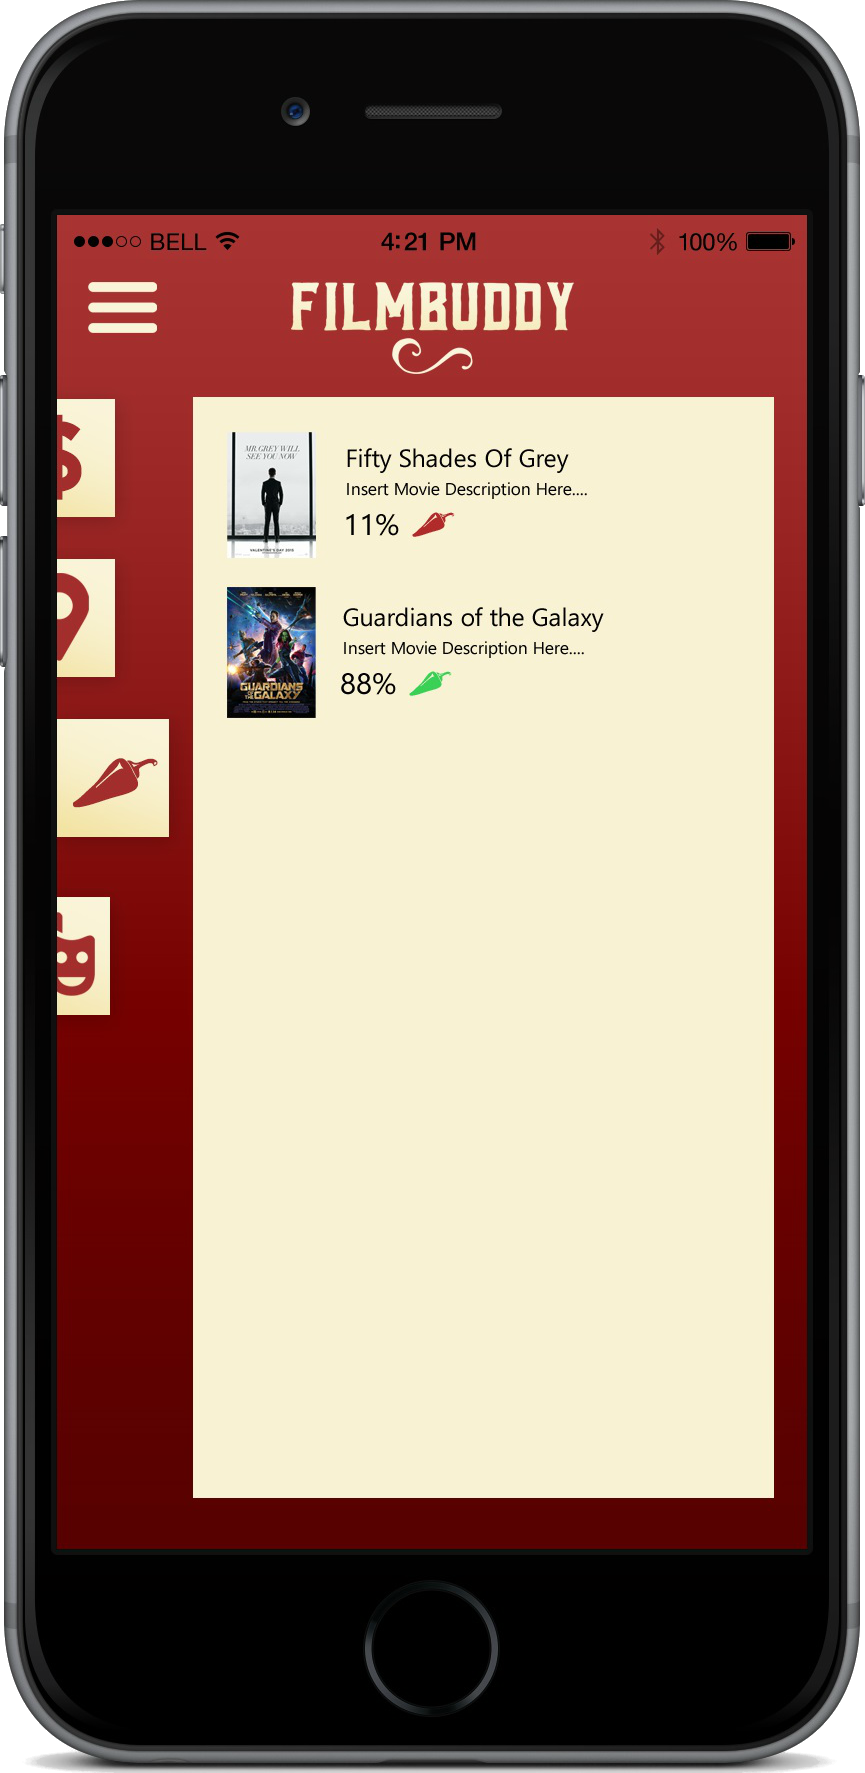 BELL 4:21 PM 100%
FILMBUDDY
$
MR. GREY WILL
SEE YOU NOW
VALENTINE'S DAY 2015
Fifty Shades Of Grey
Insert Movie Description Here....
11%
MARVEL
GUARDIANS
OF THE
GALAXY
Guardians of the Galaxy
Insert Movie Description Here....
88%